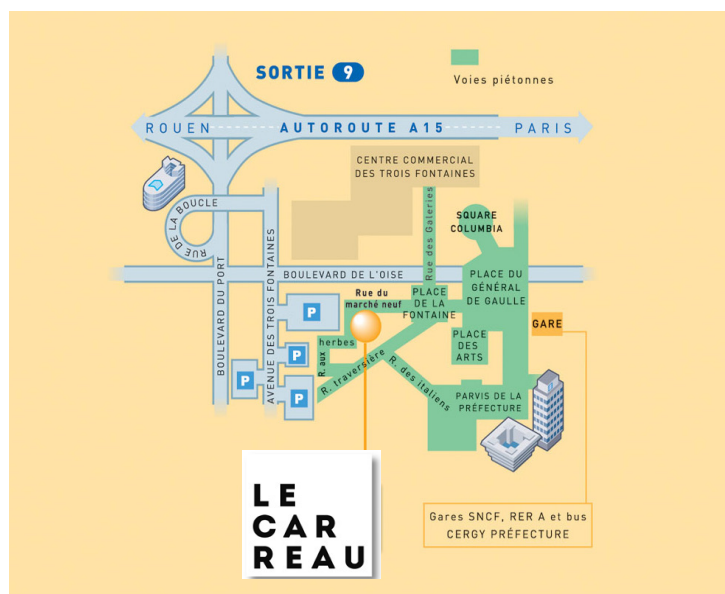 SORTIE 9
Voies piétonnes
ROUEN
AUTOROUTE A15
PARIS
CENTRE COMMERCIAL
DES TROIS FONTAINES
RUE DE LA BOUCLE
Rue des Galeries
SQUARE
COLUMBIA
BOULEVARD DU PORT
AVENUE DES TROIS FONTAINES
BOULEVARD DE L'OISE
PLACE DU
GÉNÉRAL
DE GAULLE
Rue du
marché neuf
PLACE
DE LA
FONTAINE
P
GARE
R. aux
herbes
PLACE
DES
ARTS
P
R. traversière
R. des Italiens
P
P
PARVIS DE LA
PRÉFECTURE
LE
CAR
REAU
Gares SNCF, RER A et bus
CERGY PRÉFECTURE